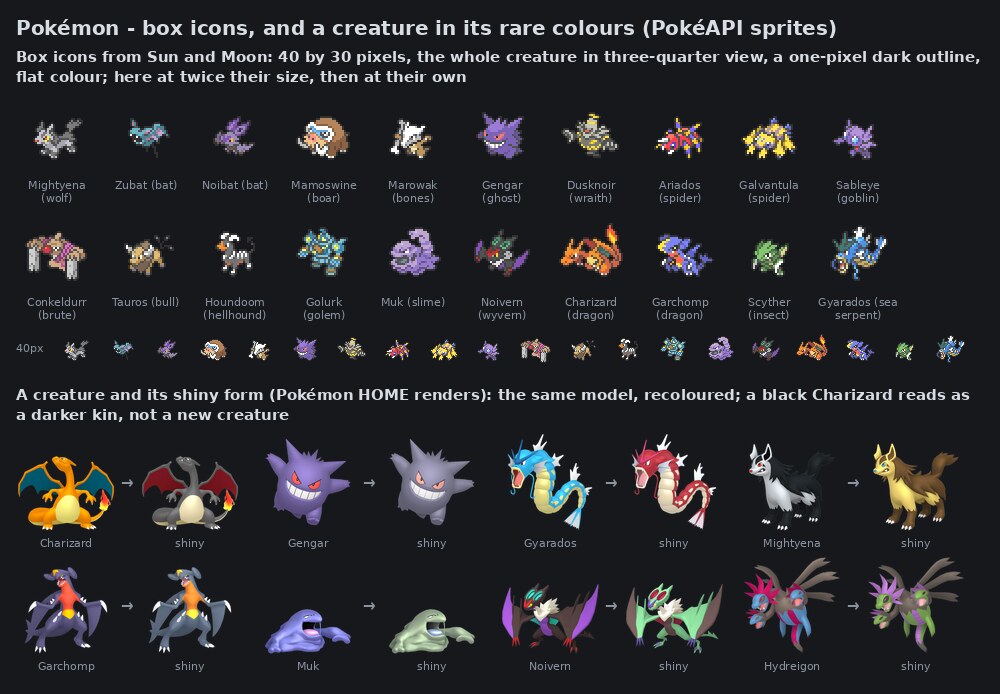 Pokémon - box icons, and a creature in its rare colours (PokéAPI sprites)
Box icons from Sun and Moon: 40 by 30 pixels, the whole creature in three-quarter view, a one-pixel dark outline,
flat colour; here at twice their size, then at their own
Mightyena (wolf)
Zubat (bat)
Noibat (bat)
Mamoswine (boar)
Marowak (bones)
Gengar (ghost)
Dusknoir (wraith)
Ariados (spider)
Galvantula (spider)
Sableye (goblin)
Conkeldurr (brute)
Tauros (bull)
Houndoom (hellhound)
Golurk (golem)
Muk (slime)
Noivern (wyvern)
Charizard (dragon)
Garchomp (dragon)
Scyther (insect)
Gyarados (sea serpent)
40px
A creature and its shiny form (Pokémon HOME renders): the same model, recoloured; a black Charizard reads as
a darker kin, not a new creature
→ → → →
Charizard shiny Gengar shiny Gyarados shiny Mightyena shiny
→ → → →
Garchomp shiny Muk shiny Noivern shiny Hydreigon shiny